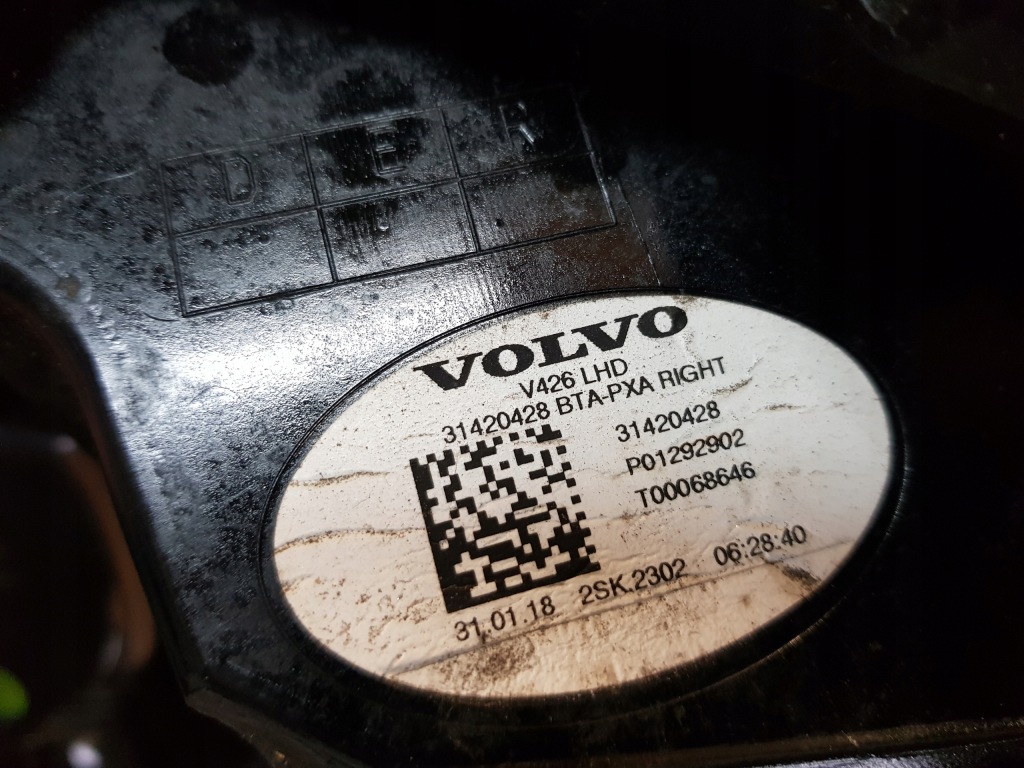 D E R
VOLVO
V426 LHD
31420428 BTA-PXA RIGHT
31420428
P01292902
T00068646
31.01.18 2SK.2302 06:28:40